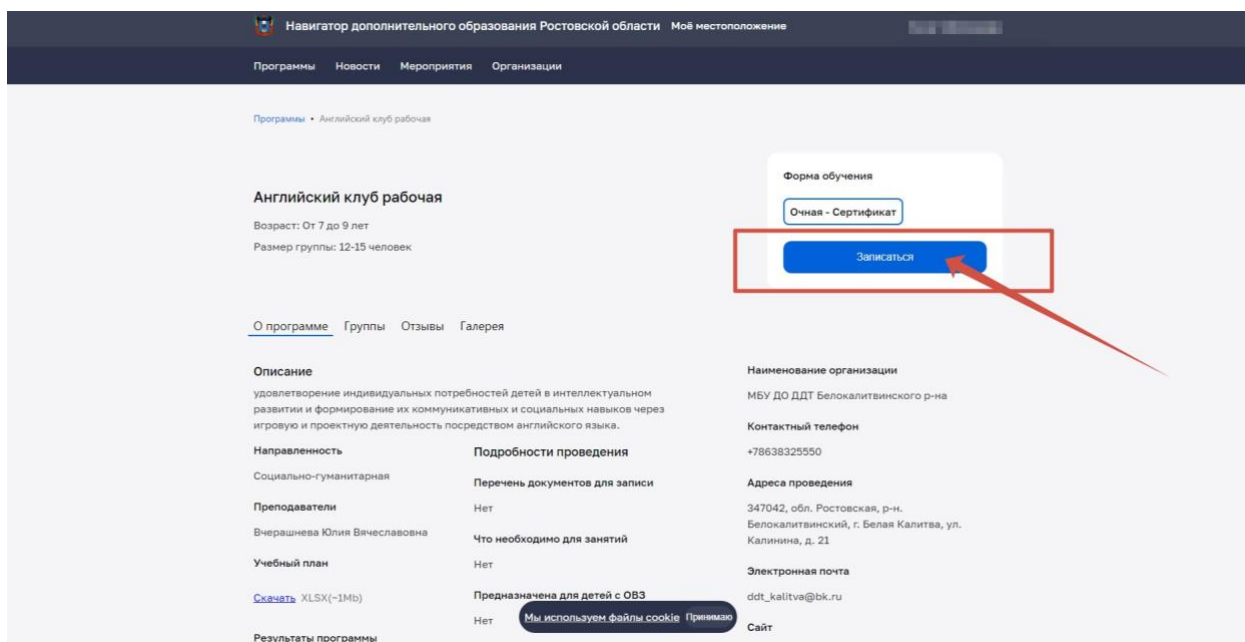 Навигатор дополнительного образования Ростовской области Моё местоположение
Программы Новости Мероприятия Организации
Программы • Английский клуб рабочая
Форма обучения
Очная - Сертификат
Записаться
Английский клуб рабочая
Возраст: От 7 до 9 лет
Размер группы: 12-15 человек
О программе Группы Отзывы Галерея
Описание
удовлетворение индивидуальных потребностей детей в интеллектуальном
развитии и формирование их коммуникативных и социальных навыков через
игровую и проектную деятельность посредством английского языка.
Направленность
Социально-гуманитарная
Преподаватели
Вчерашнева Юлия Вячеславовна
Учебный план
Скачать XLSX(~1Mb)
Результаты программы
Подробности проведения
Перечень документов для записи
Нет
Что необходимо для занятий
Нет
Предназначена для детей с ОВЗ
Нет
Наименование организации
МБУ ДО ДДТ Белокалитвинского р-на
Контактный телефон
+78638325550
Адреса проведения
347042, обл. Ростовская, р-н.
Белокалитвинский, г. Белая Калитва, ул.
Калинина, д. 21
Электронная почта
ddt_kalitva@bk.ru
Сайт
Мы используем файлы cookie Принимаю